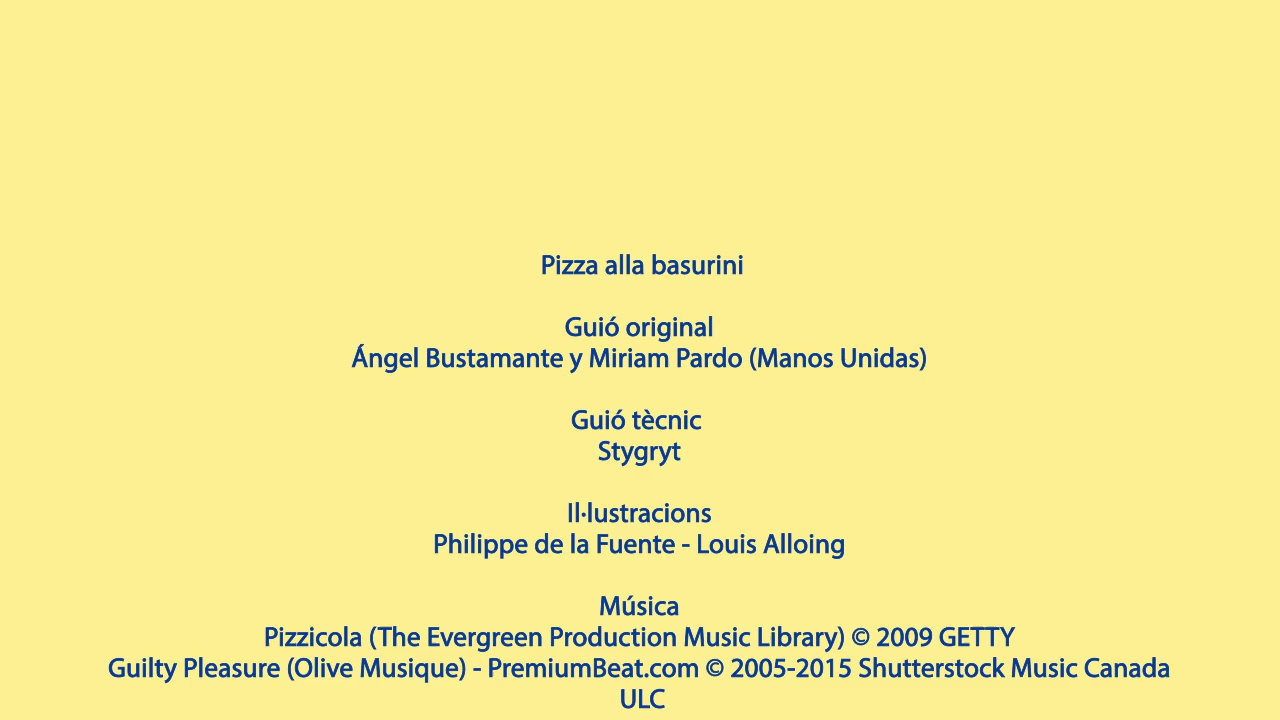 Pizza alla basurini
Guió original
Ángel Bustamante y Miriam Pardo (Manos Unidas)
Guió tècnic
Stygryt
Il·lustracions
Philippe de la Fuente - Louis Alloing
Música
Pizzicola (The Evergreen Production Music Library) © 2009 GETTY
Guilty Pleasure (Olive Musique) - PremiumBeat.com © 2005-2015 Shutterstock Music Canada
ULC